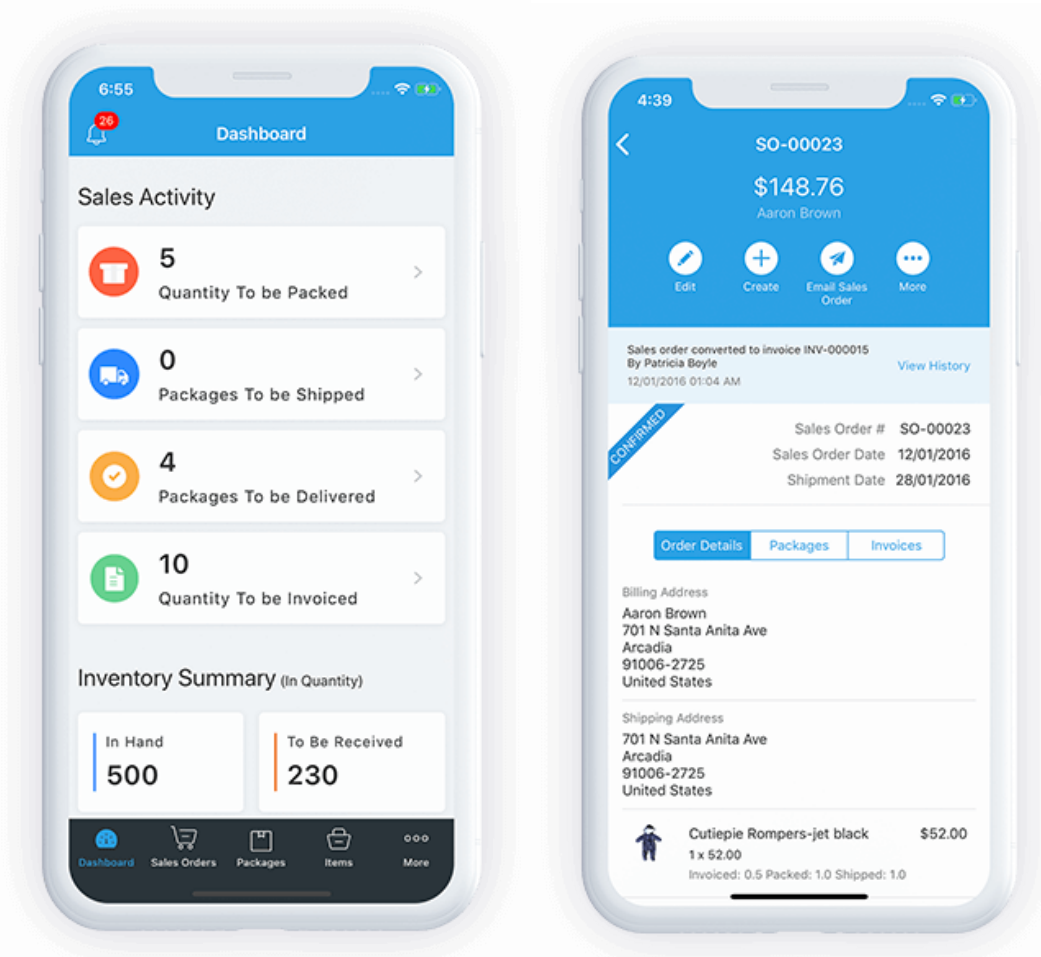 6:55
26
Dashboard
Sales Activity
5
Quantity To be Packed
0
Packages To be Shipped
4
Packages To be Delivered
10
Quantity To be Invoiced
Inventory Summary (In Quantity)
In Hand
500
To Be Received
230
Dashboard
Sales Orders
Packages
Items
More
4:39
SO-00023
$148.76
Aaron Brown
Edit
Create
Email Sales
Order
More
Sales order converted to invoice INV-000015
By Patricia Boyle
12/01/2016 01:04 AM
View History
CONFIRMED
Sales Order # SO-00023
Sales Order Date 12/01/2016
Shipment Date 28/01/2016
Order Details
Packages
Invoices
Billing Address
Aaron Brown
701 N Santa Anita Ave
Arcadia
91006-2725
United States
Shipping Address
701 N Santa Anita Ave
Arcadia
91006-2725
United States
Cutiepie Rompers-jet black $52.00
1 x 52.00
Invoiced: 0.5 Packed: 1.0 Shipped: 1.0